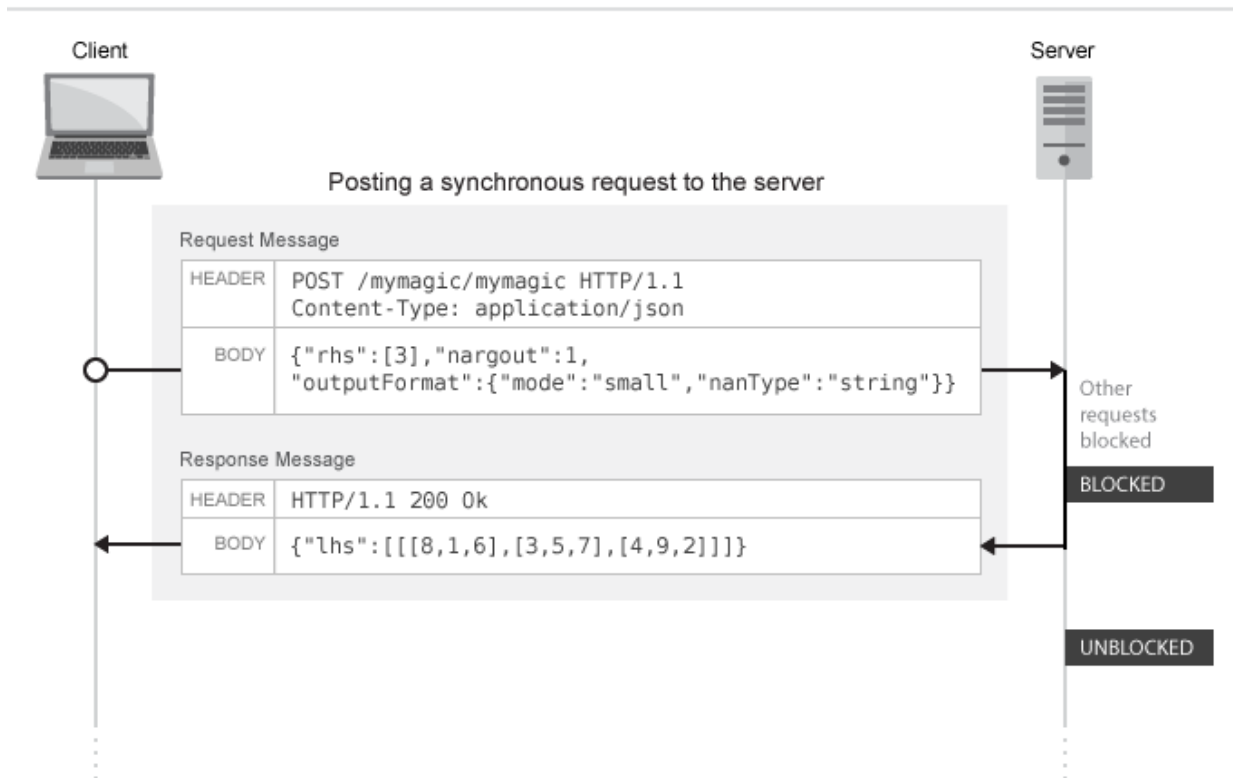 Client
Server
Posting a synchronous request to the server
Request Message
HEADER
POST /mymagic/mymagic HTTP/1.1
Content-Type: application/json
BODY
{"rhs":[3],"nargout":1,
"outputFormat":{"mode":"small","nanType":"string"}}
Other
requests
blocked
BLOCKED
Response Message
HEADER
HTTP/1.1 200 Ok
BODY
{"lhs":[[[8,1,6],[3,5,7],[4,9,2]]]}
UNBLOCKED